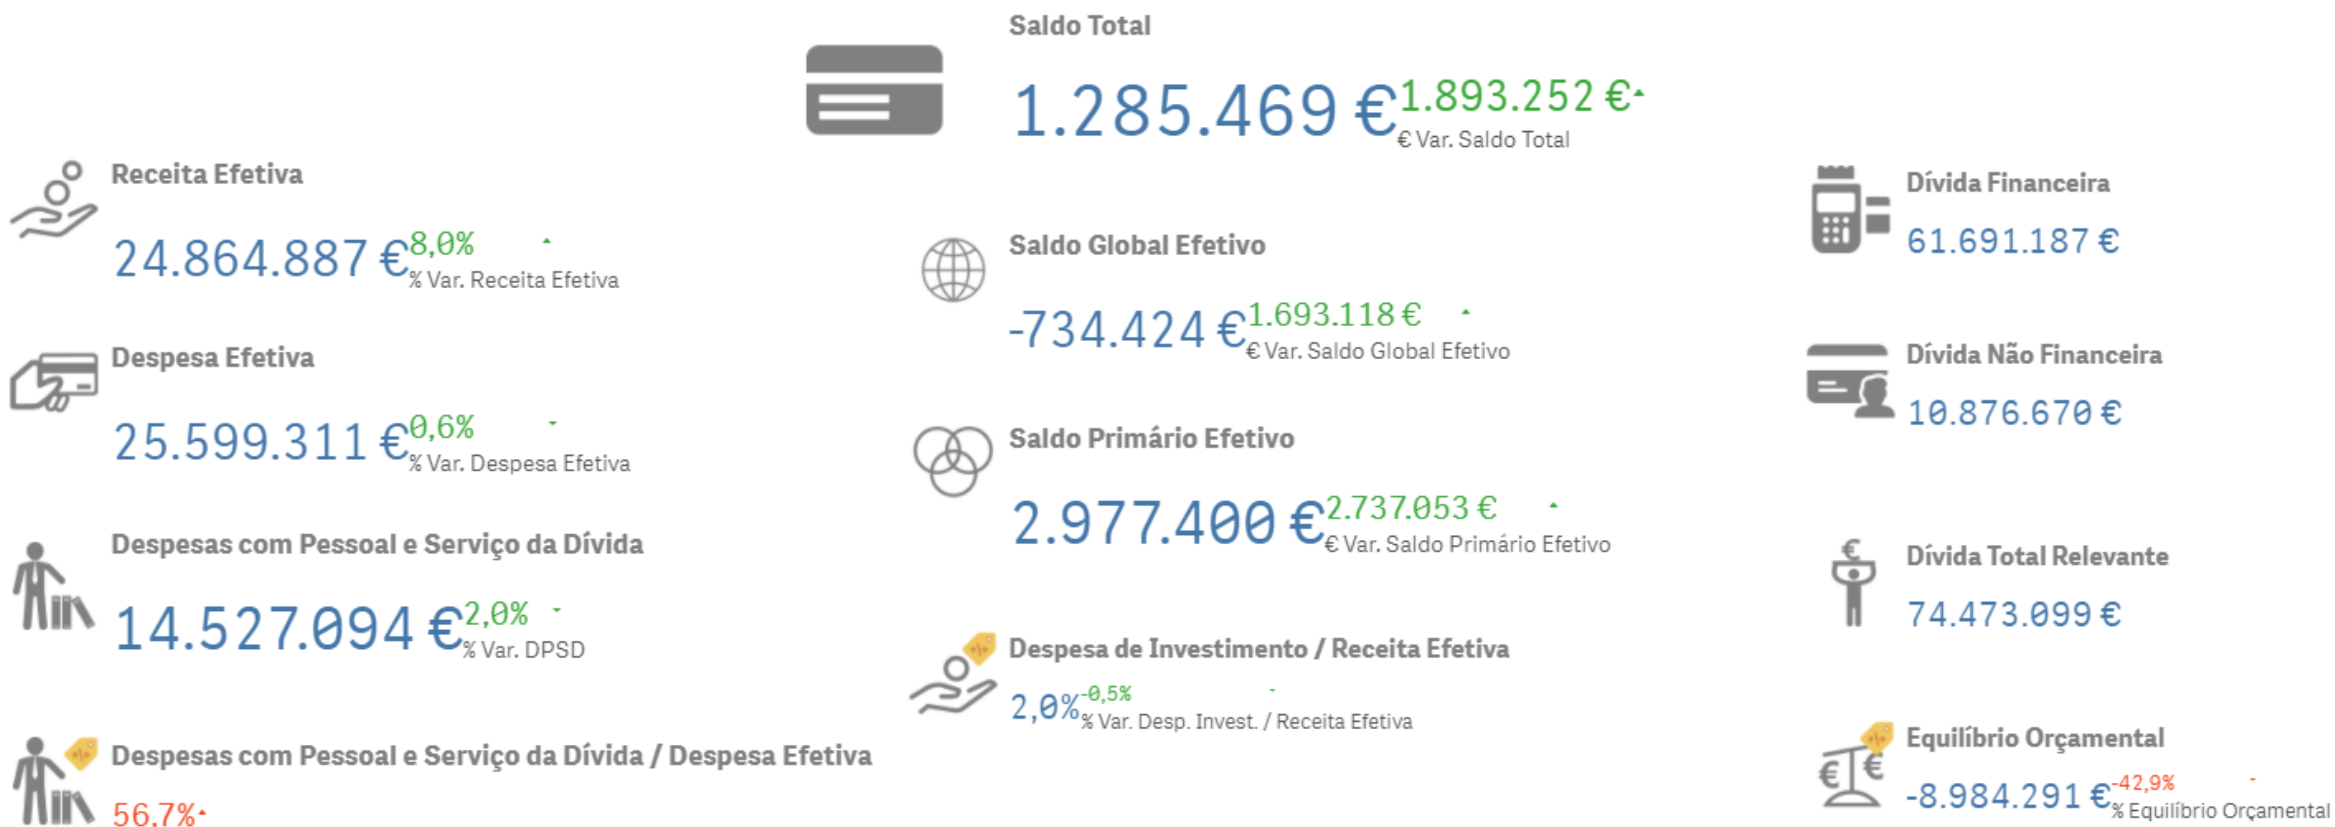 Saldo Total
1.285.469 €
1.893.252 €
€ Var. Saldo Total
Receita Efetiva
24.864.887 €
8,0%
% Var. Receita Efetiva
Despesa Efetiva
25.599.311 €
0,6%
% Var. Despesa Efetiva
Despesas com Pessoal e Serviço da Dívida
14.527.094 €
2,0%
% Var. DPSD
Despesas com Pessoal e Serviço da Dívida / Despesa Efetiva
56.7%
Saldo Global Efetivo
-734.424 €
1.693.118 €
€ Var. Saldo Global Efetivo
Saldo Primário Efetivo
2.977.400 €
2.737.053 €
€ Var. Saldo Primário Efetivo
Despesa de Investimento / Receita Efetiva
2,0%
-0,5%
% Var. Desp. Invest. / Receita Efetiva
Dívida Financeira
61.691.187 €
Dívida Não Financeira
10.876.670 €
Dívida Total Relevante
74.473.099 €
Equilíbrio Orçamental
-8.984.291 €
-42,9%
% Equilíbrio Orçamental